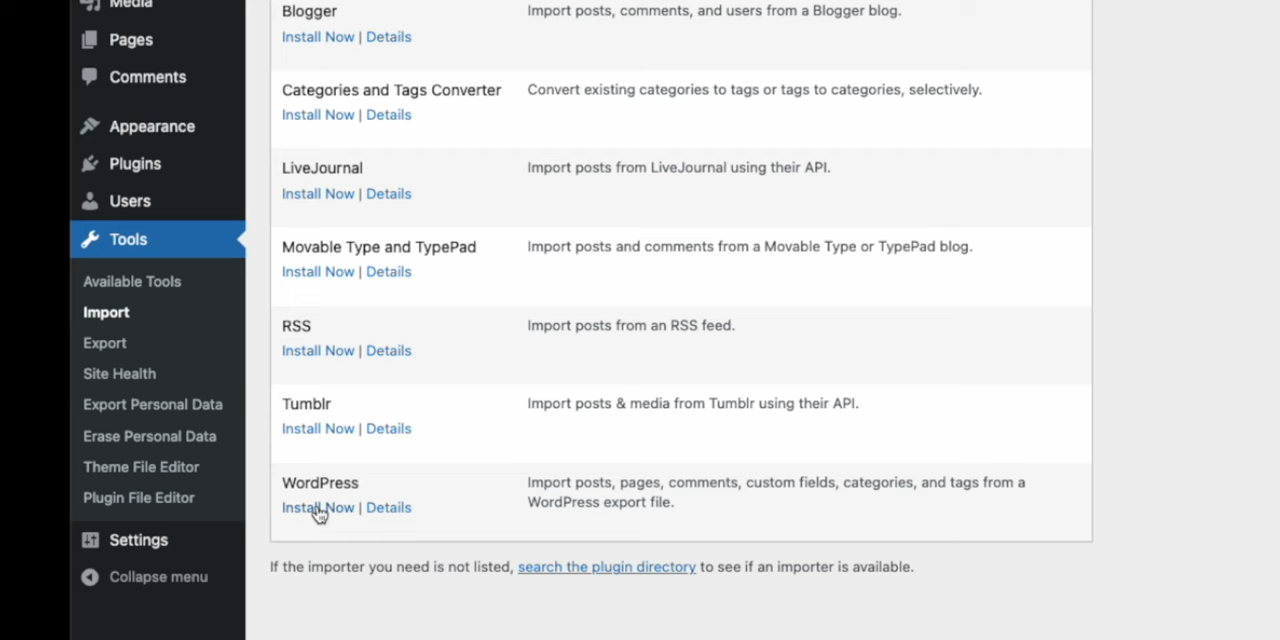 Media
Pages
Comments
Appearance
Plugins
Users
Tools
Available Tools
Import
Export
Site Health
Export Personal Data
Erase Personal Data
Theme File Editor
Plugin File Editor
Settings
Collapse menu
Blogger
Import posts, comments, and users from a Blogger blog.
Install Now | Details
Categories and Tags Converter
Convert existing categories to tags or tags to categories, selectively.
Install Now | Details
LiveJournal
Import posts from LiveJournal using their API.
Install Now | Details
Movable Type and TypePad
Import posts and comments from a Movable Type or TypePad blog.
Install Now | Details
RSS
Import posts from an RSS feed.
Install Now | Details
Tumblr
Import posts & media from Tumblr using their API.
Install Now | Details
WordPress
Import posts, pages, comments, custom fields, categories, and tags from a
WordPress export file.
Install Now | Details
If the importer you need is not listed, search the plugin directory to see if an importer is available.